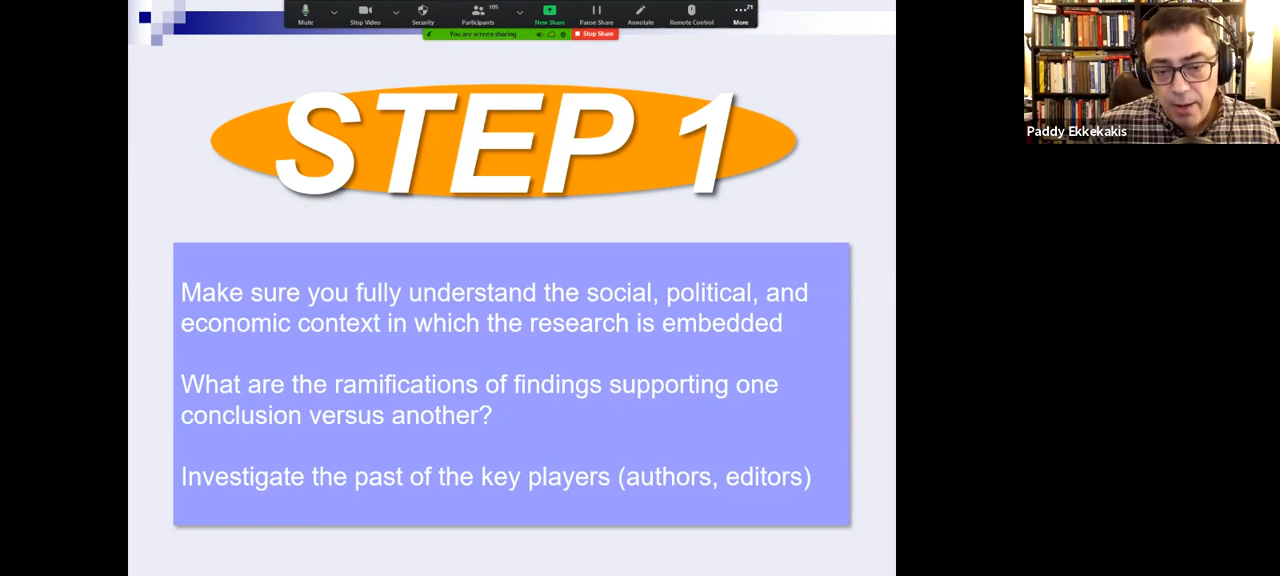 105
21
Mute
Stop Video
Security
Participants
New Share
Pause Share
Annotate
Remote Control
More
You are screen sharing
Stop Share
Paddy Ekkekakis
STEP 1
Make sure you fully understand the social, political, and
economic context in which the research is embedded
What are the ramifications of findings supporting one
conclusion versus another?
Investigate the past of the key players (authors, editors)